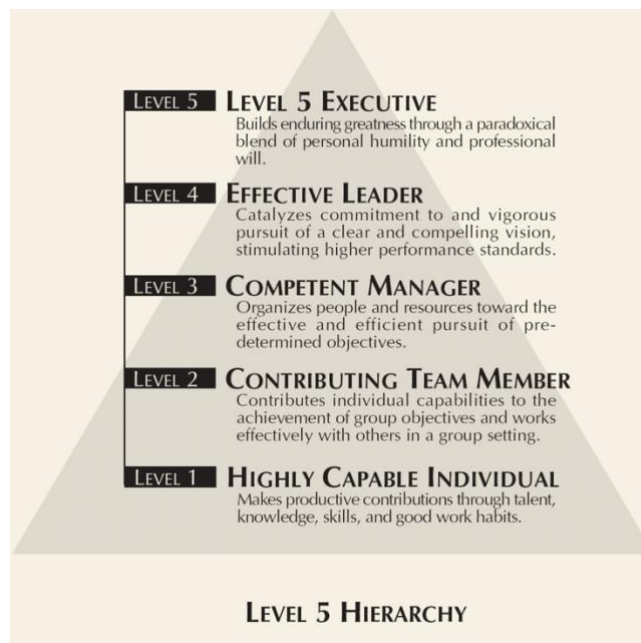 LEVEL 5 LEVEL 5 EXECUTIVE
Builds enduring greatness through a paradoxical
blend of personal humility and professional
will.
LEVEL 4 EFFECTIVE LEADER
Catalyzes commitment to and vigorous
pursuit of a clear and compelling vision,
stimulating higher performance standards.
LEVEL 3 COMPETENT MANAGER
Organizes people and resources toward the
effective and efficient pursuit of pre-
determined objectives.
LEVEL 2 CONTRIBUTING TEAM MEMBER
Contributes individual capabilities to the
achievement of group objectives and works
effectively with others in a group setting.
LEVEL 1 HIGHLY CAPABLE INDIVIDUAL
Makes productive contributions through talent,
knowledge, skills, and good work habits.
LEVEL 5 HIERARCHY